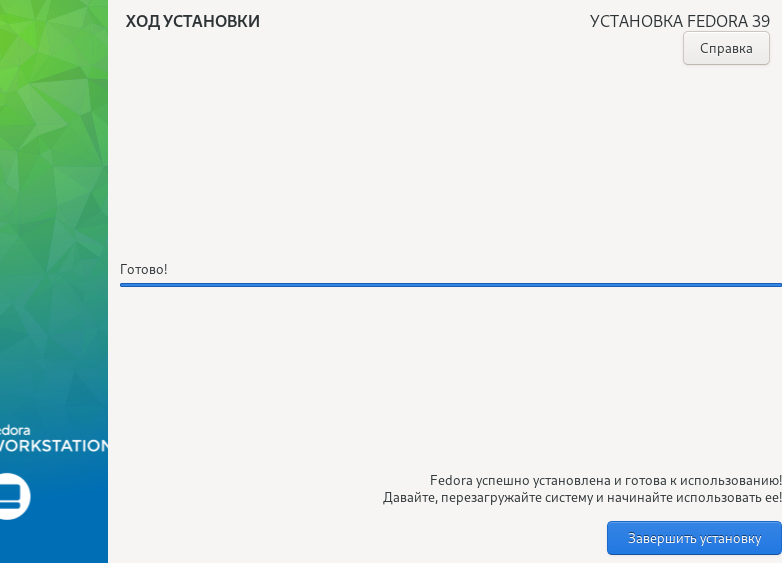 ХОД УСТАНОВКИ
УСТАНОВКА FEDORA 39
Справка
Готово!
edora
WORKSTATION
Fedora успешно установлена и готова к использованию!
Давайте, перезагружайте систему и начинайте использовать ее!
Завершить установку